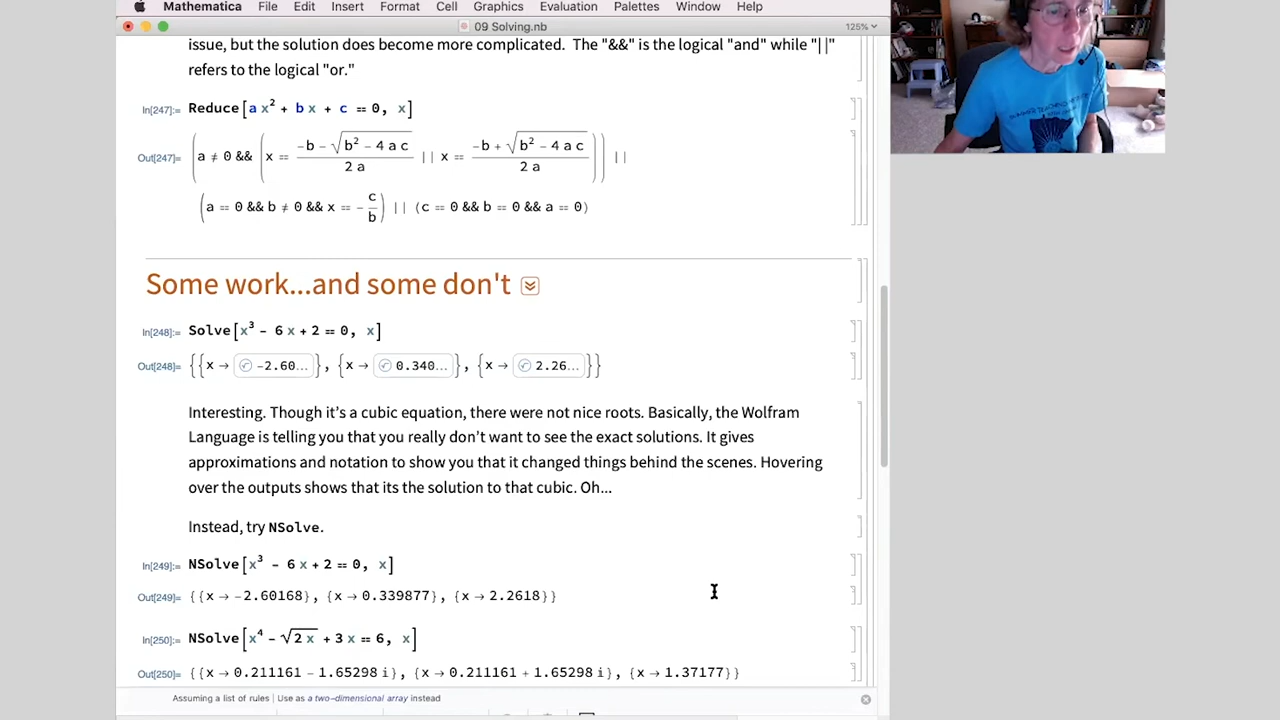 Mathematica File Edit Insert Format Cell Graphics Evaluation Palettes Window Help
09 Solving.nb 125%
issue, but the solution does become more complicated. The "&&" is the logical "and" while "||"
refers to the logical "or."
In[247]:= Reduce[a x² + b x + c == 0, x]
Out[247]= (a ≠ 0 && (x == (-b - √(b² - 4 a c))/(2 a) || x == (-b + √(b² - 4 a c))/(2 a))) ||
(a == 0 && b ≠ 0 && x == -c/b) || (c == 0 && b == 0 && a == 0)
Some work...and some don't
In[248]:= Solve[x³ - 6 x + 2 == 0, x]
Out[248]= {{x → -2.60...}, {x → 0.340...}, {x → 2.26...}}
Interesting. Though it's a cubic equation, there were not nice roots. Basically, the Wolfram
Language is telling you that you really don't want to see the exact solutions. It gives
approximations and notation to show you that it changed things behind the scenes. Hovering
over the outputs shows that its the solution to that cubic. Oh...
Instead, try NSolve.
In[249]:= NSolve[x³ - 6 x + 2 == 0, x]
Out[249]= {{x → -2.60168}, {x → 0.339877}, {x → 2.2618}}
In[250]:= NSolve[x⁴ - √(2 x) + 3 x == 6, x]
Out[250]= {{x → 0.211161 - 1.65298 i}, {x → 0.211161 + 1.65298 i}, {x → 1.37177}}
Assuming a list of rules | Use as a two-dimensional array instead